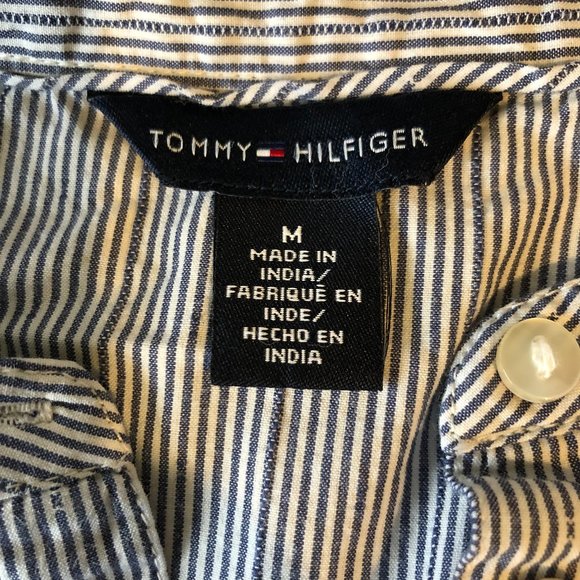 TOMMY HILFIGER
M
MADE IN
INDIA/
FABRIQUÉ EN
INDE/
HECHO EN
INDIA